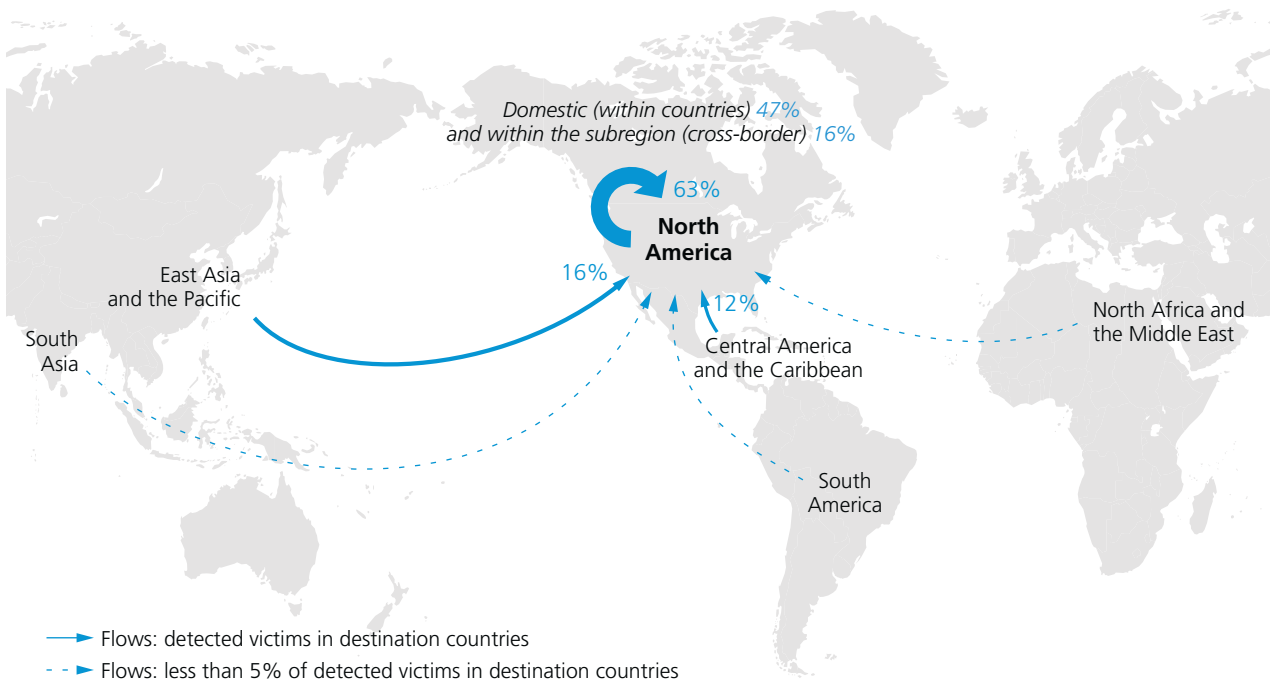 Domestic (within countries) 47%
and within the subregion (cross-border) 16%
63%
North
America
16%
East Asia
and the Pacific
12%
North Africa and
the Middle East
South
Asia
Central America
and the Caribbean
South
America
Flows: detected victims in destination countries
Flows: less than 5% of detected victims in destination countries